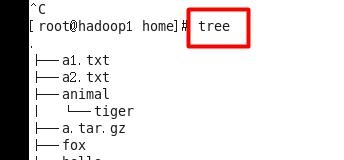 ^C
[ root@hadoop1 home]# tree
.
├── a1. txt
├── a2. txt
├── animal
│   └── tiger
├── a. tar. gz
├── fox